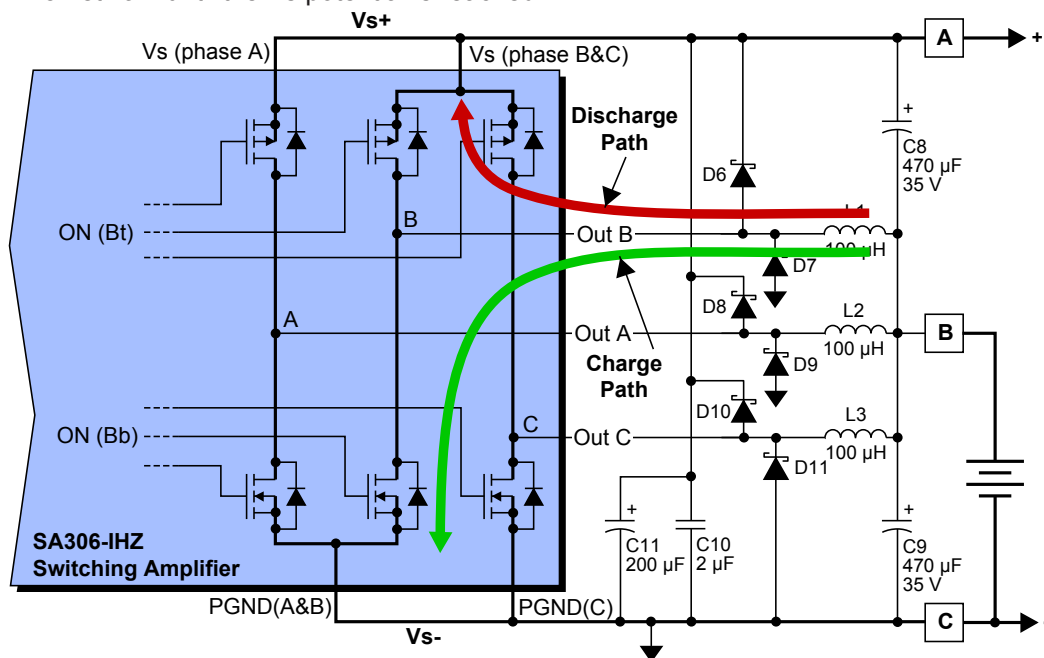 Vs+
A
+
Vs (phase A)
Vs (phase B&C)
Discharge
Path
+
C8
470 µF
35 V
D6
L1
ON (Bt)
B
Out B
100 µH
D7
D8
L2
A
Out A
100 µH
B
Charge
Path
D9
D10
L3
ON (Bb)
C
Out C
100 µH
D11
+
C11
200 µF
C10
2 µF
+
C9
470 µF
35 V
SA306-IHZ
Switching Amplifier
PGND(A&B)
PGND(C)
Vs-
C